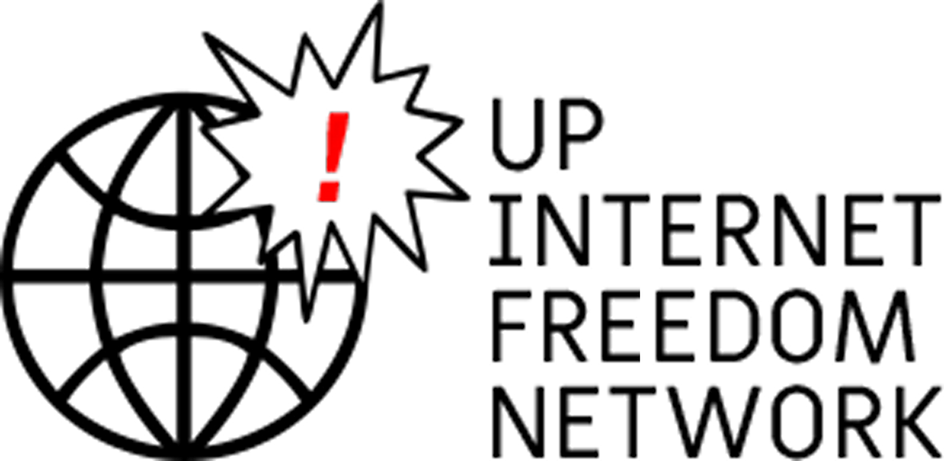 !
UP
INTERNET
FREEDOM
NETWORK